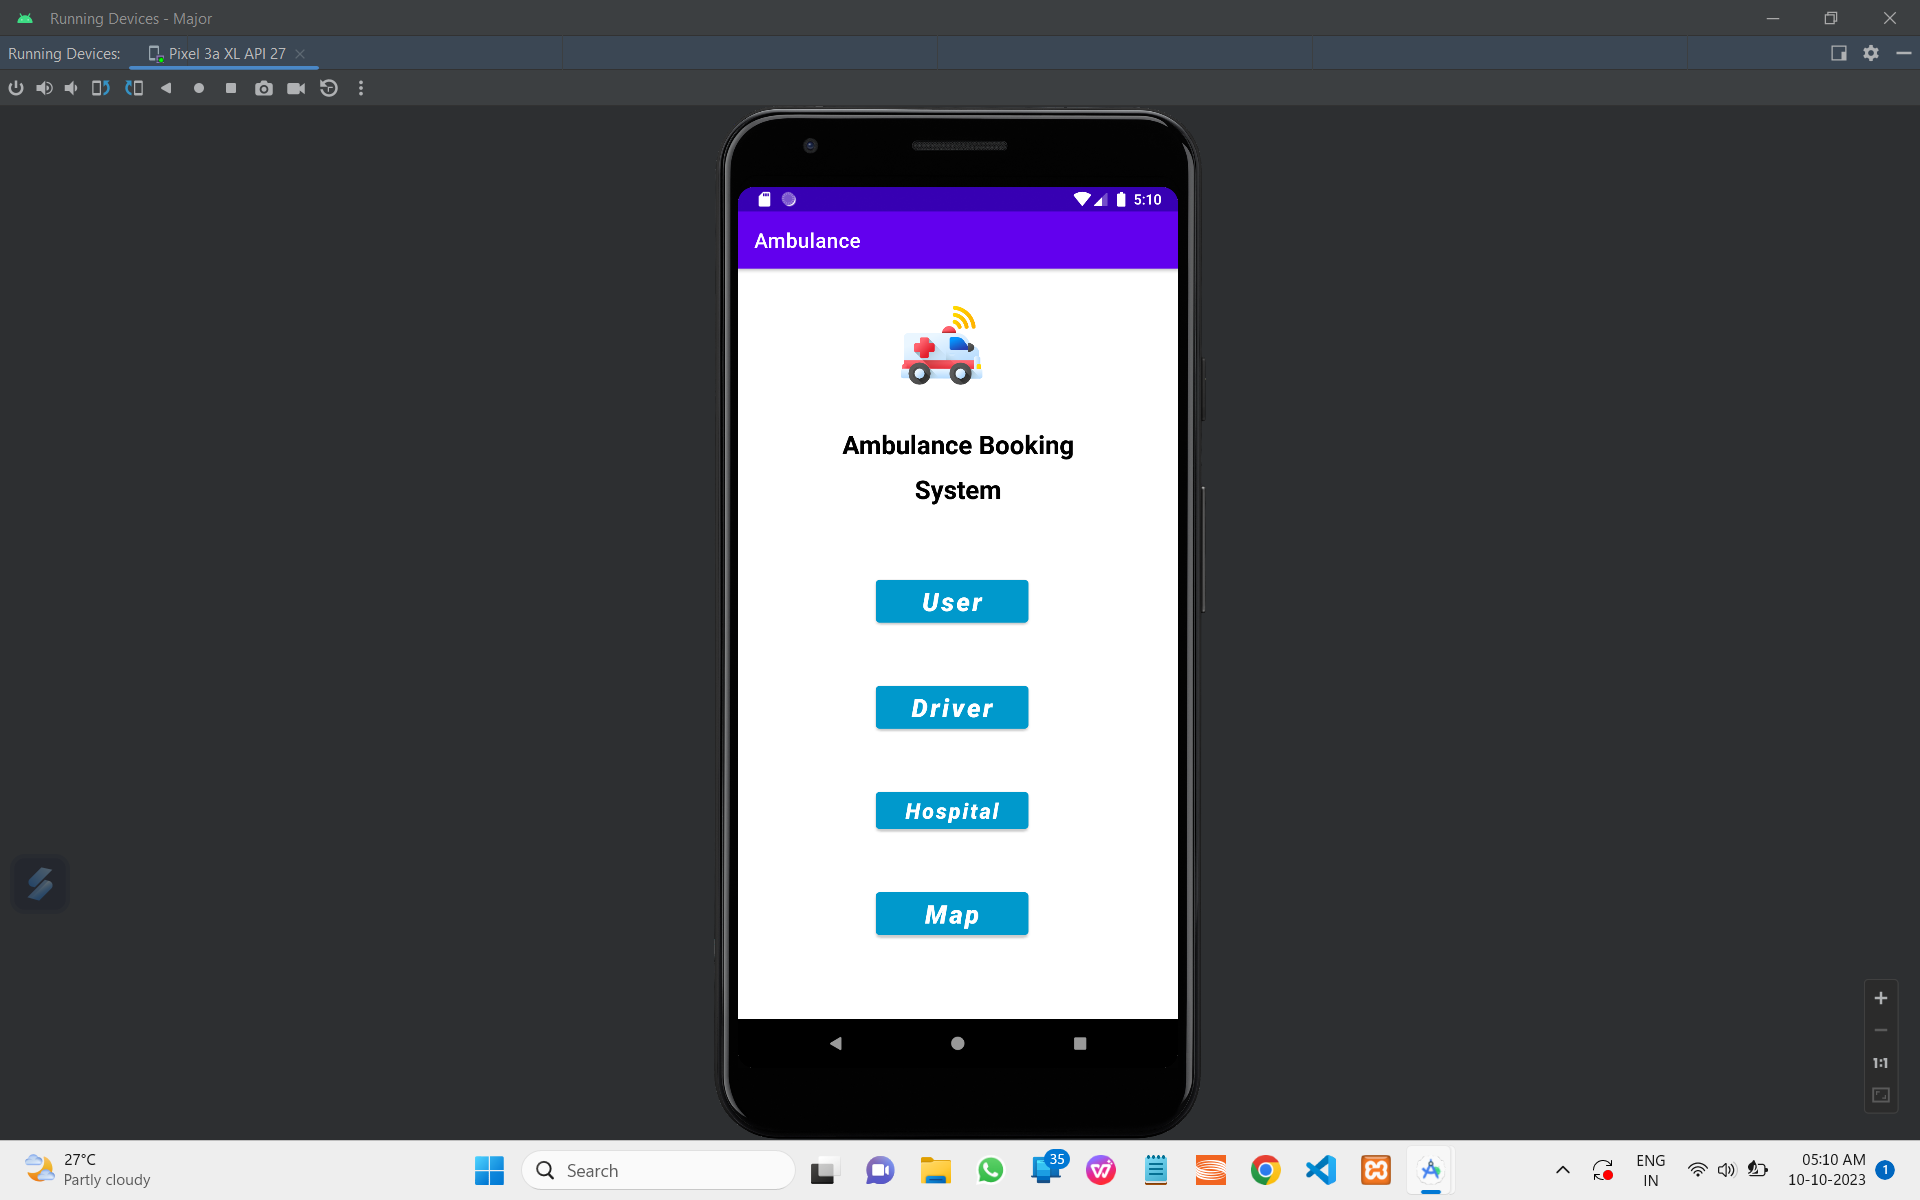 Running Devices - Major
Running Devices:
Pixel 3a XL API 27
5:10
Ambulance
Ambulance Booking
System
User
Driver
Hospital
Map
1:1
27°C
Partly cloudy
Search
35
ENG
IN
05:10 AM
10-10-2023
1